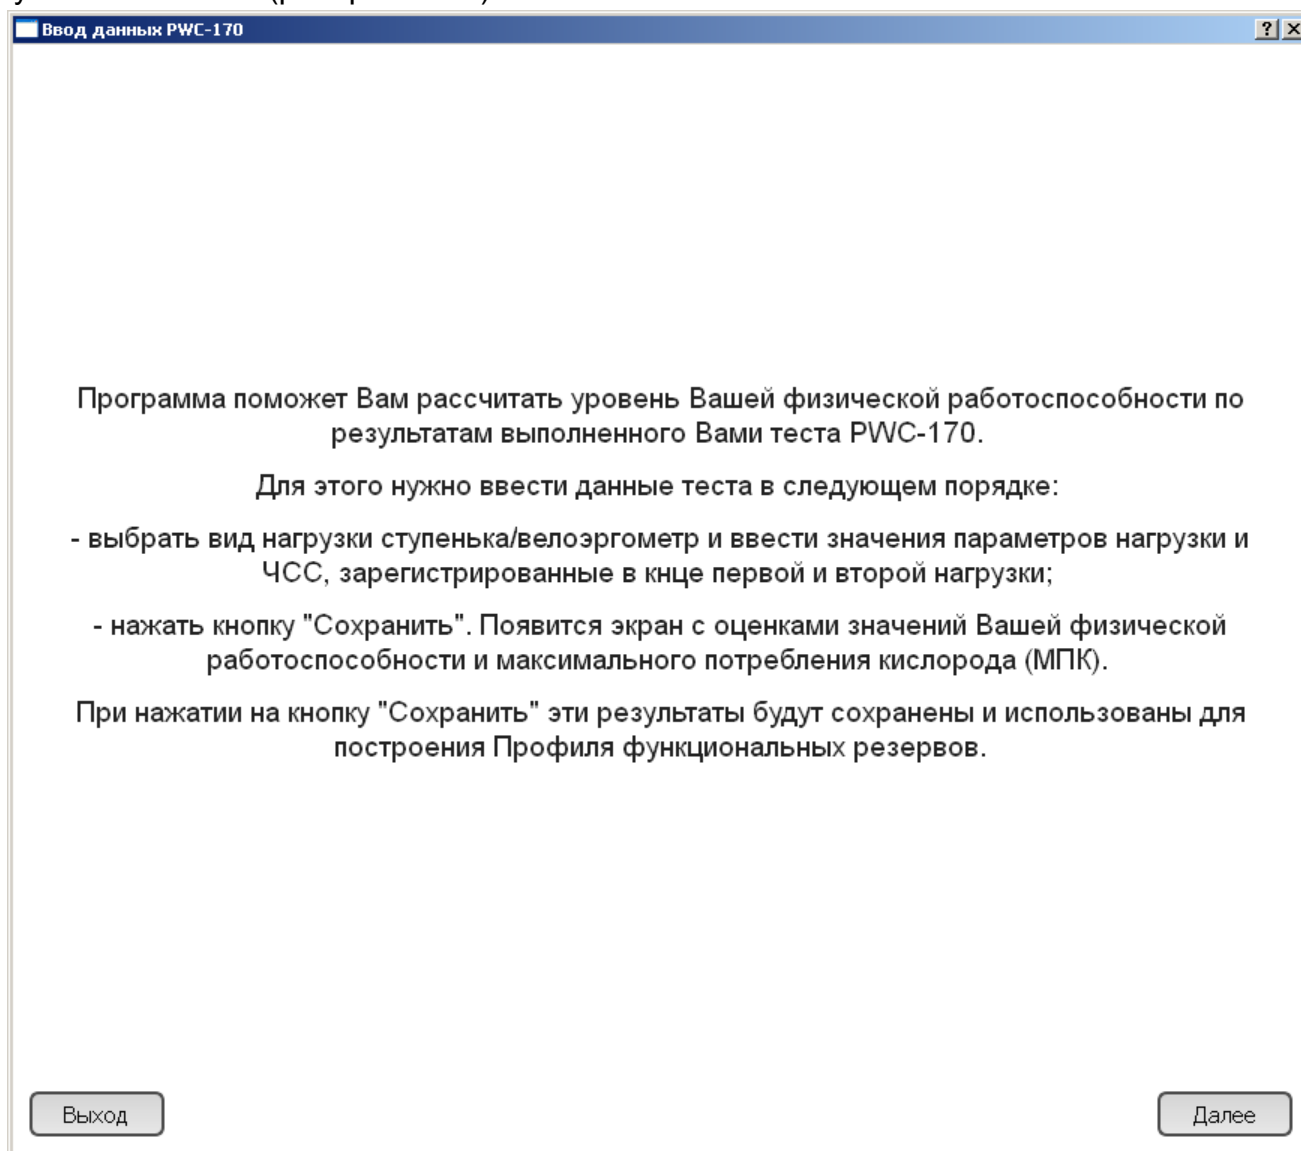 Ввод данных PWC-170
Программа поможет Вам рассчитать уровень Вашей физической работоспособности по
результатам выполненного Вами теста PWC-170.
Для этого нужно ввести данные теста в следующем порядке:
- выбрать вид нагрузки ступенька/велоэргометр и ввести значения параметров нагрузки и
ЧСС, зарегистрированные в кнце первой и второй нагрузки;
- нажать кнопку "Сохранить". Появится экран с оценками значений Вашей физической
работоспособности и максимального потребления кислорода (МПК).
При нажатии на кнопку "Сохранить" эти результаты будут сохранены и использованы для
построения Профиля функциональных резервов.
Выход
Далее